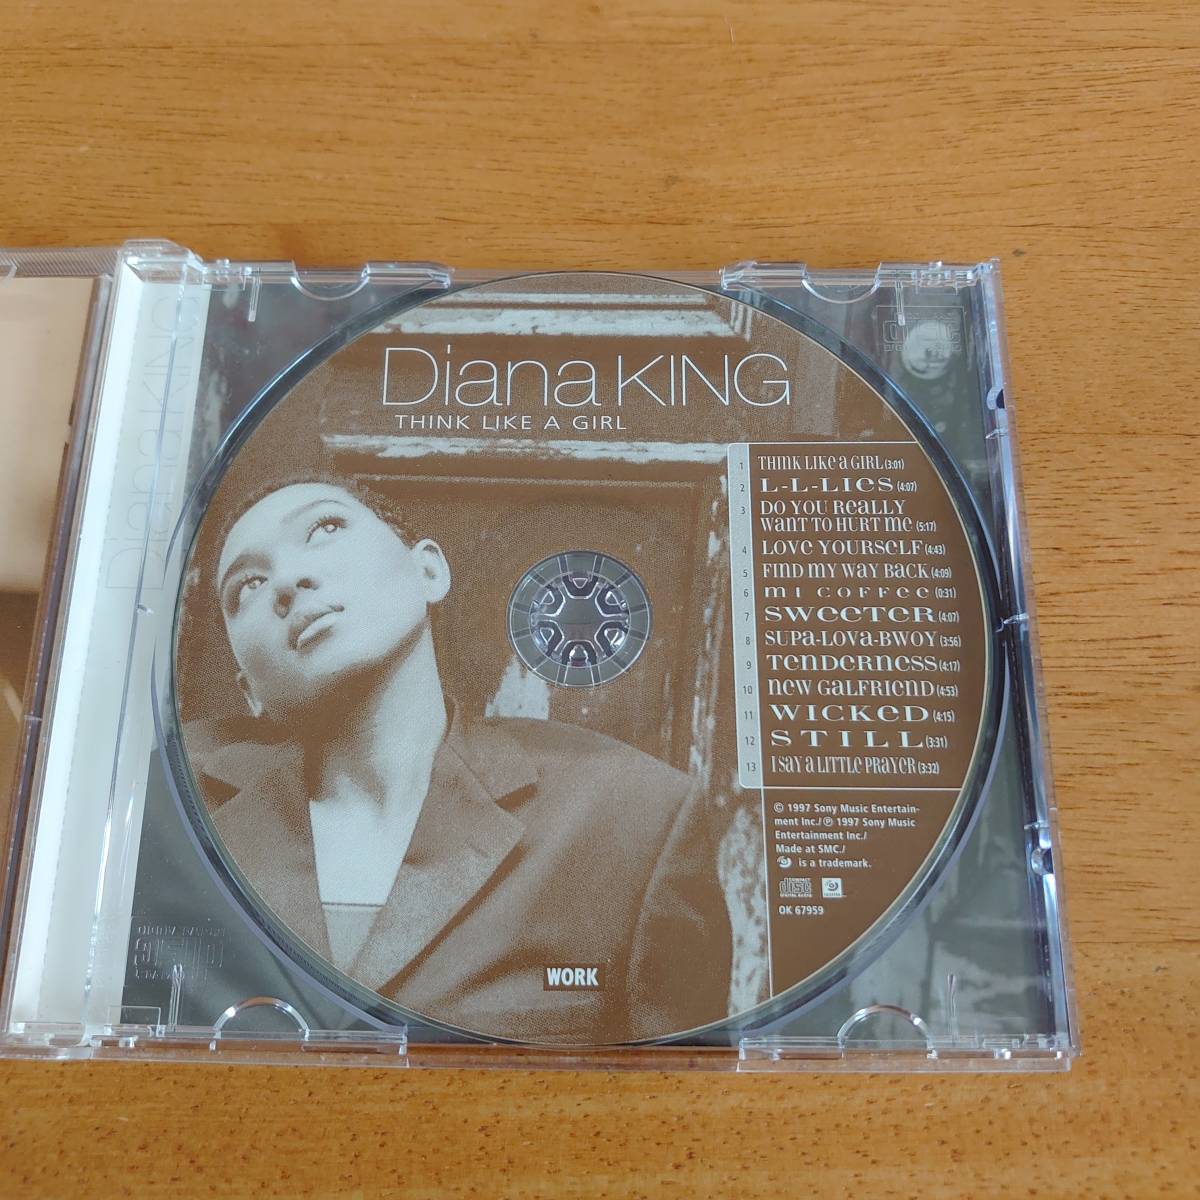 Diana KING
THINK LIKE A GIRL
1 THINK LIKE a GIRL (3:01)
2 L-L-LIES (4:07)
3 DO YOU REALLY
WANT TO HURT ME (5:17)
4 LOVE YOURSELF (4:43)
5 FIND MY WAY BACK (4:09)
6 MI COFFEE (0:31)
7 SWEETER (4:07)
8 SUPA-LOVA-BWOY (3:56)
9 TENDERNESS (4:17)
10 NEW GALFRIEND (4:53)
11 WICKED (4:15)
12 STILL (3:31)
13 I SAY a LITTLE PRAYER (3:32)
© 1997 Sony Music Entertain-
ment Inc./ ℗ 1997 Sony Music
Entertainment Inc./
Made at SMC./
is a trademark.
COMPACT
disc
DIGITAL AUDIO
OK 67959
WORK
Diana KING